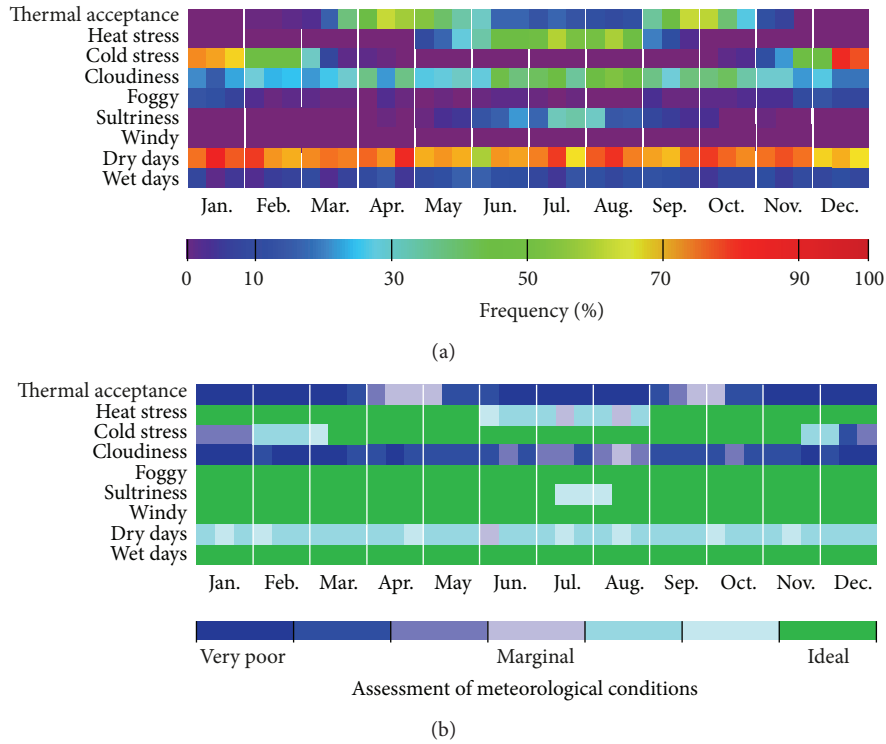 Thermal acceptance
Heat stress
Cold stress
Cloudiness
Foggy
Sultriness
Windy
Dry days
Wet days
Jan. Feb. Mar. Apr. May Jun. Jul. Aug. Sep. Oct. Nov. Dec.
0 10 30 50 70 90 100
Frequency (%)
(a)
Thermal acceptance
Heat stress
Cold stress
Cloudiness
Foggy
Sultriness
Windy
Dry days
Wet days
Jan. Feb. Mar. Apr. May Jun. Jul. Aug. Sep. Oct. Nov. Dec.
Very poor Marginal Ideal
Assessment of meteorological conditions
(b)